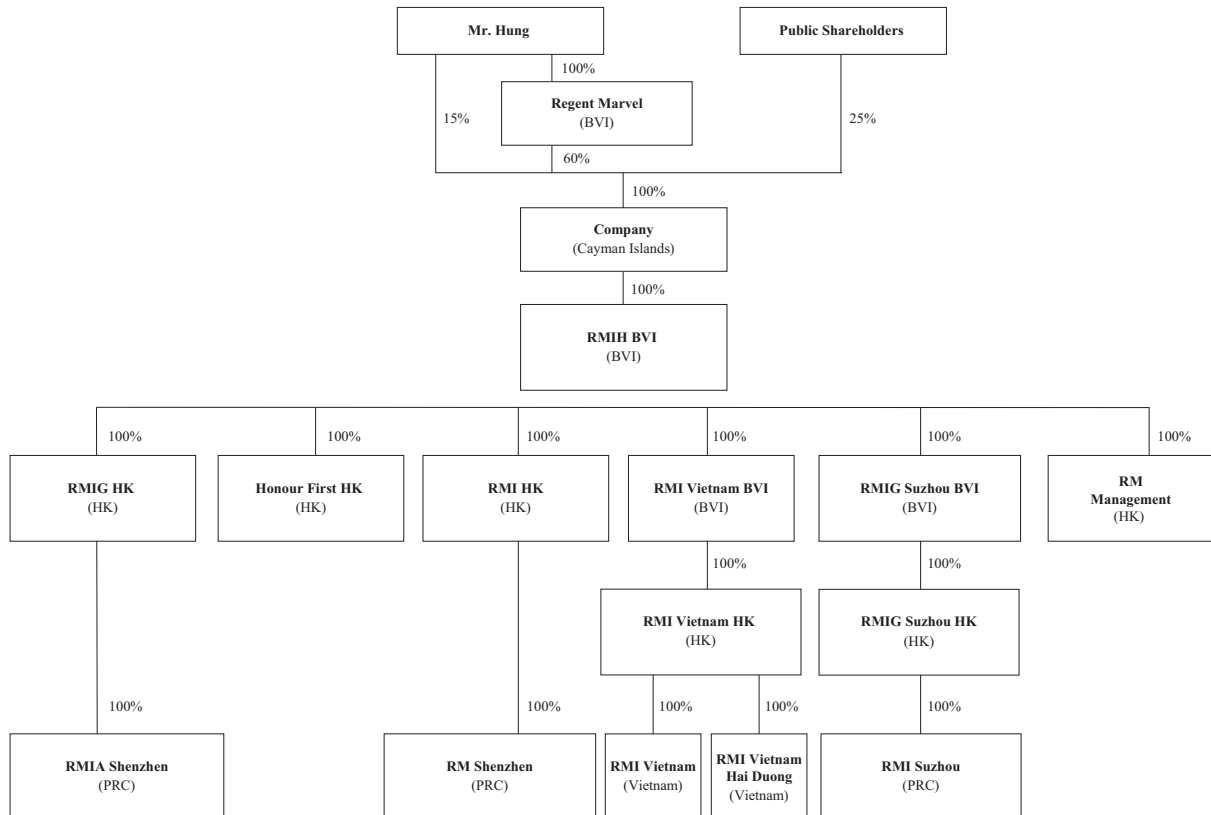 Mr. Hung
Public Shareholders
100%
Regent Marvel
(BVI)
15%
25%
60%
100%
Company
(Cayman Islands)
100%
RMIH BVI
(BVI)
100%
100%
100%
100%
100%
100%
RMIG HK
(HK)
Honour First HK
(HK)
RMI HK
(HK)
RMI Vietnam BVI
(BVI)
RMIG Suzhou BVI
(BVI)
RM
Management
(HK)
100%
100%
RMI Vietnam HK
(HK)
RMIG Suzhou HK
(HK)
100%
100%
100%
100%
100%
RMIA Shenzhen
(PRC)
RM Shenzhen
(PRC)
RMI Vietnam
(Vietnam)
RMI Vietnam
Hai Duong
(Vietnam)
RMI Suzhou
(PRC)